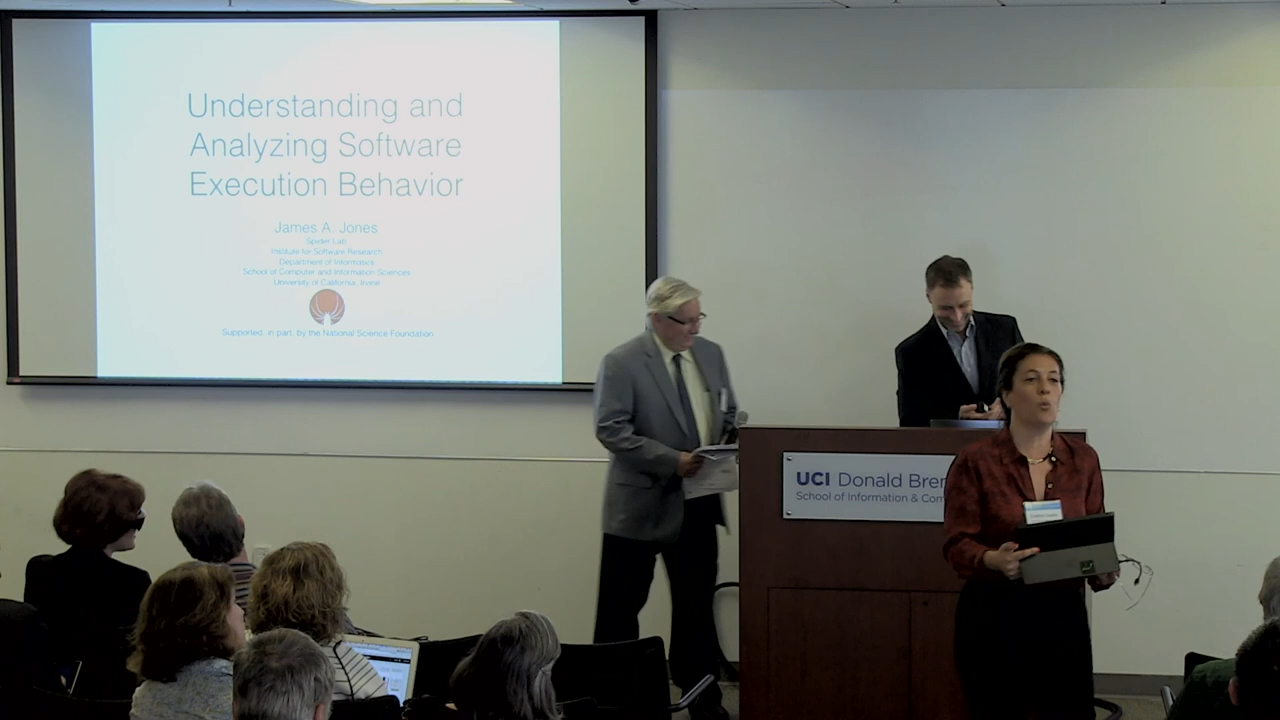 Understanding and
Analyzing Software
Execution Behavior
James A. Jones
Spider Lab
Institute for Software Research
Department of Informatics
School of Computer and Information Sciences
University of California, Irvine
Supported, in part, by the National Science Foundation
UCI Donald Bren
School of Information & Com